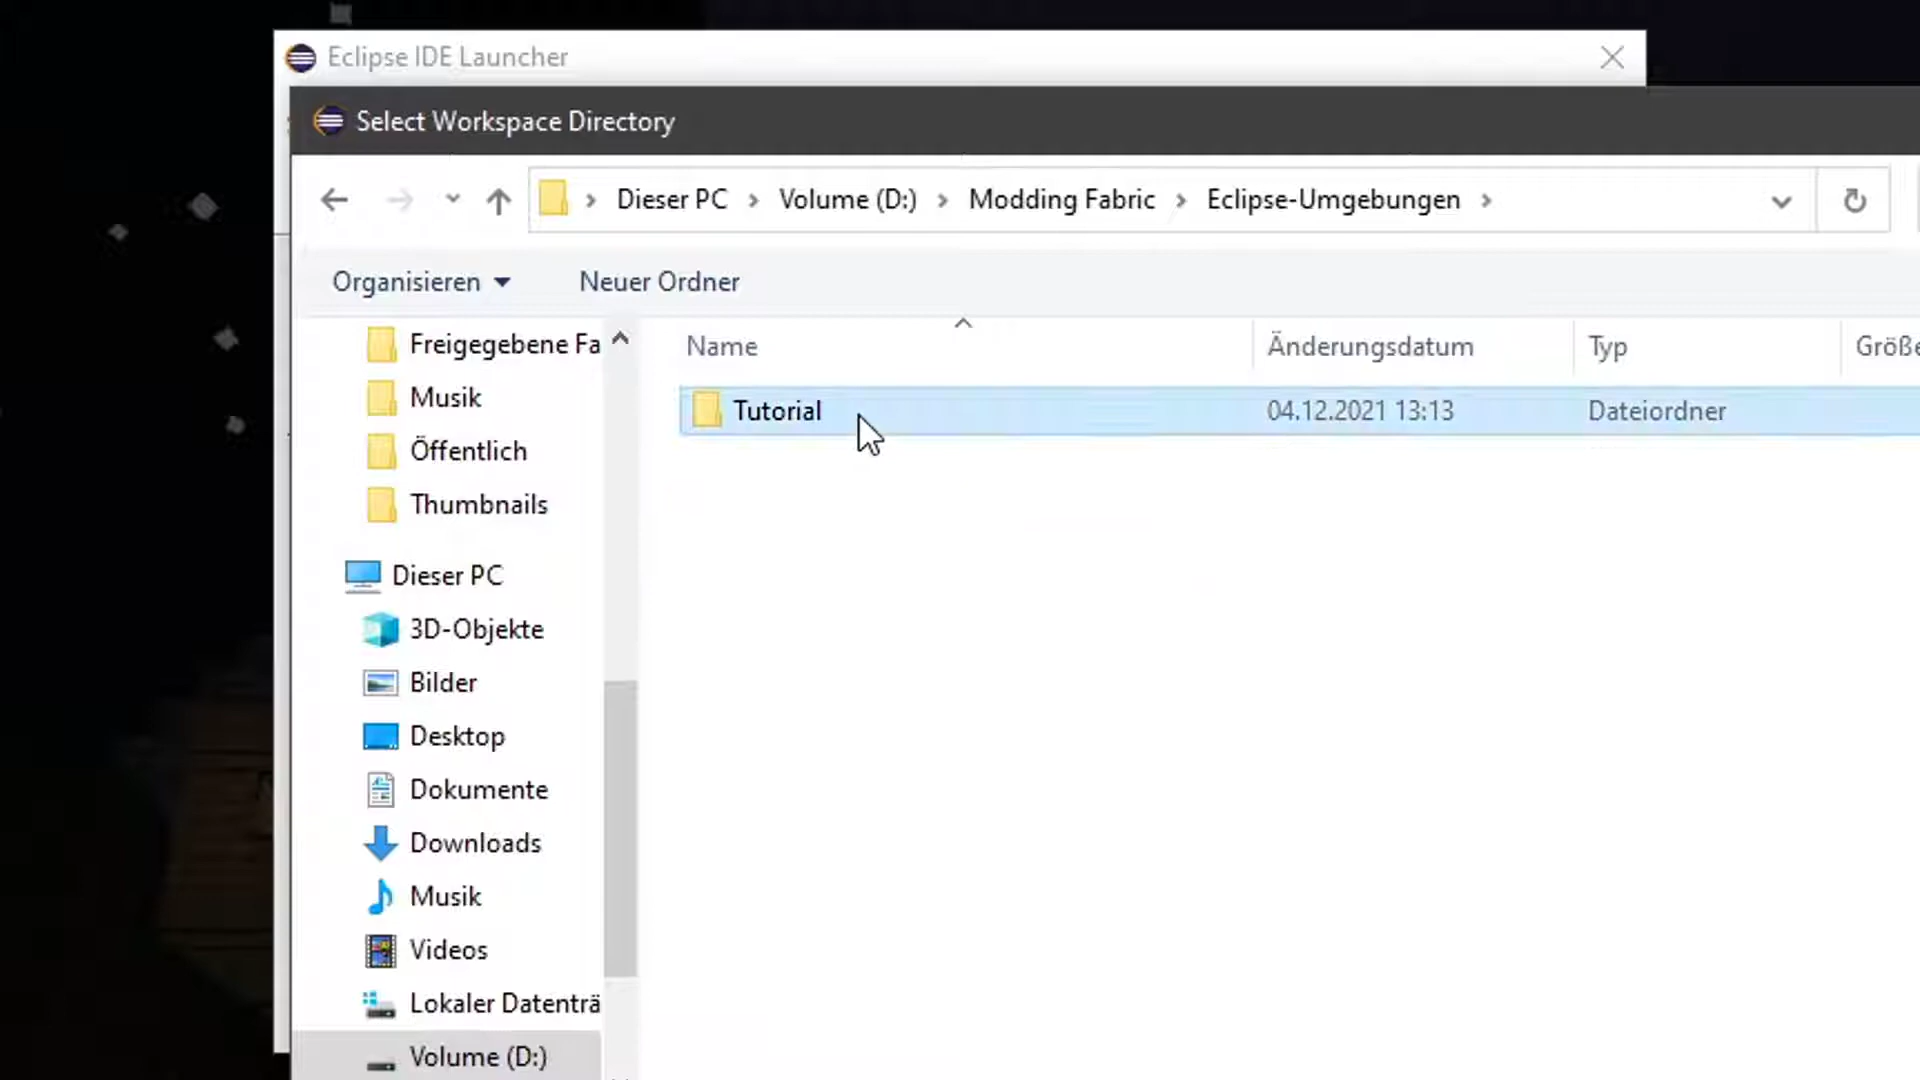 Eclipse IDE Launcher
Select Workspace Directory
Dieser PC > Volume (D:) > Modding Fabric > Eclipse-Umgebungen >
Organisieren Neuer Ordner
Name Änderungsdatum Typ Größe
Tutorial 04.12.2021 13:13 Dateiordner
Freigegebene Fa
Musik
Öffentlich
Thumbnails
Dieser PC
3D-Objekte
Bilder
Desktop
Dokumente
Downloads
Musik
Videos
Lokaler Datenträ
Volume (D:)